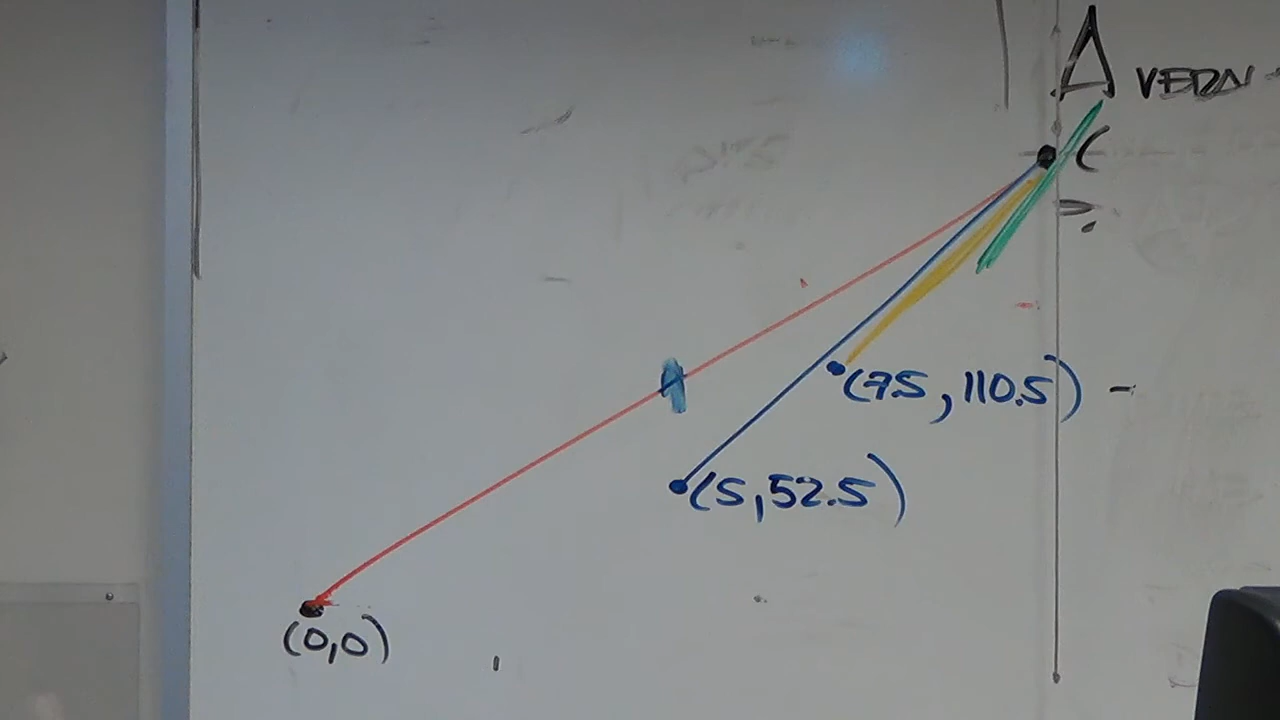 A VERN
C
(7.5, 110.5) -
(5, 52.5)
(0,0)